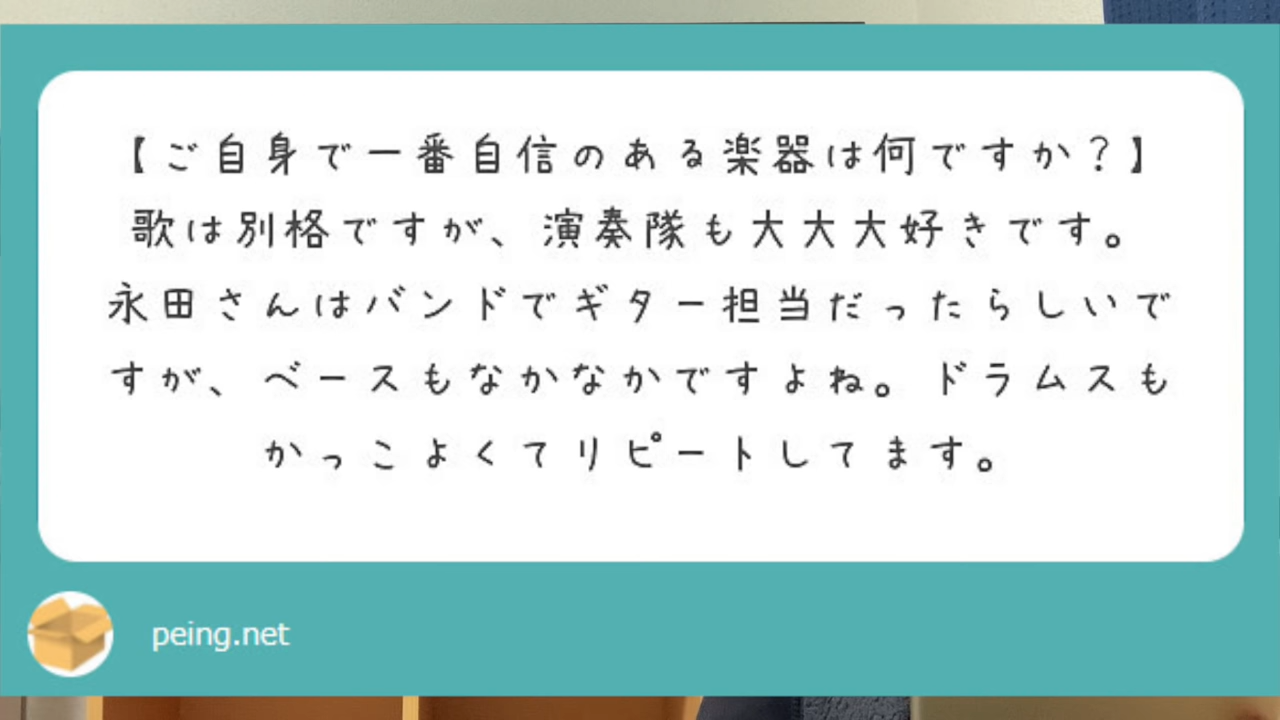 【ご自身で一番自信のある楽器は何ですか？】
歌は別格ですが、演奏隊も大大大好きです。
永田さんはバンドでギター担当だったらしいで
すが、ベースもなかなかですよね。ドラムスも
かっこよくてリピートしてます。
peing.net